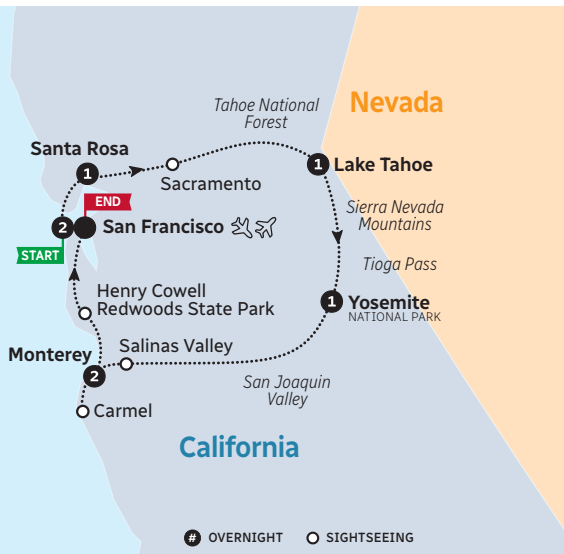 Tahoe National
Forest
Nevada
Santa Rosa
1
Sacramento
1
Lake Tahoe
END
2
San Francisco
START
Sierra Nevada
Mountains
Tioga Pass
Henry Cowell
Redwoods State Park
1
Yosemite
NATIONAL PARK
Monterey
2
Salinas Valley
San Joaquin
Valley
Carmel
California
# OVERNIGHT
SIGHTSEEING